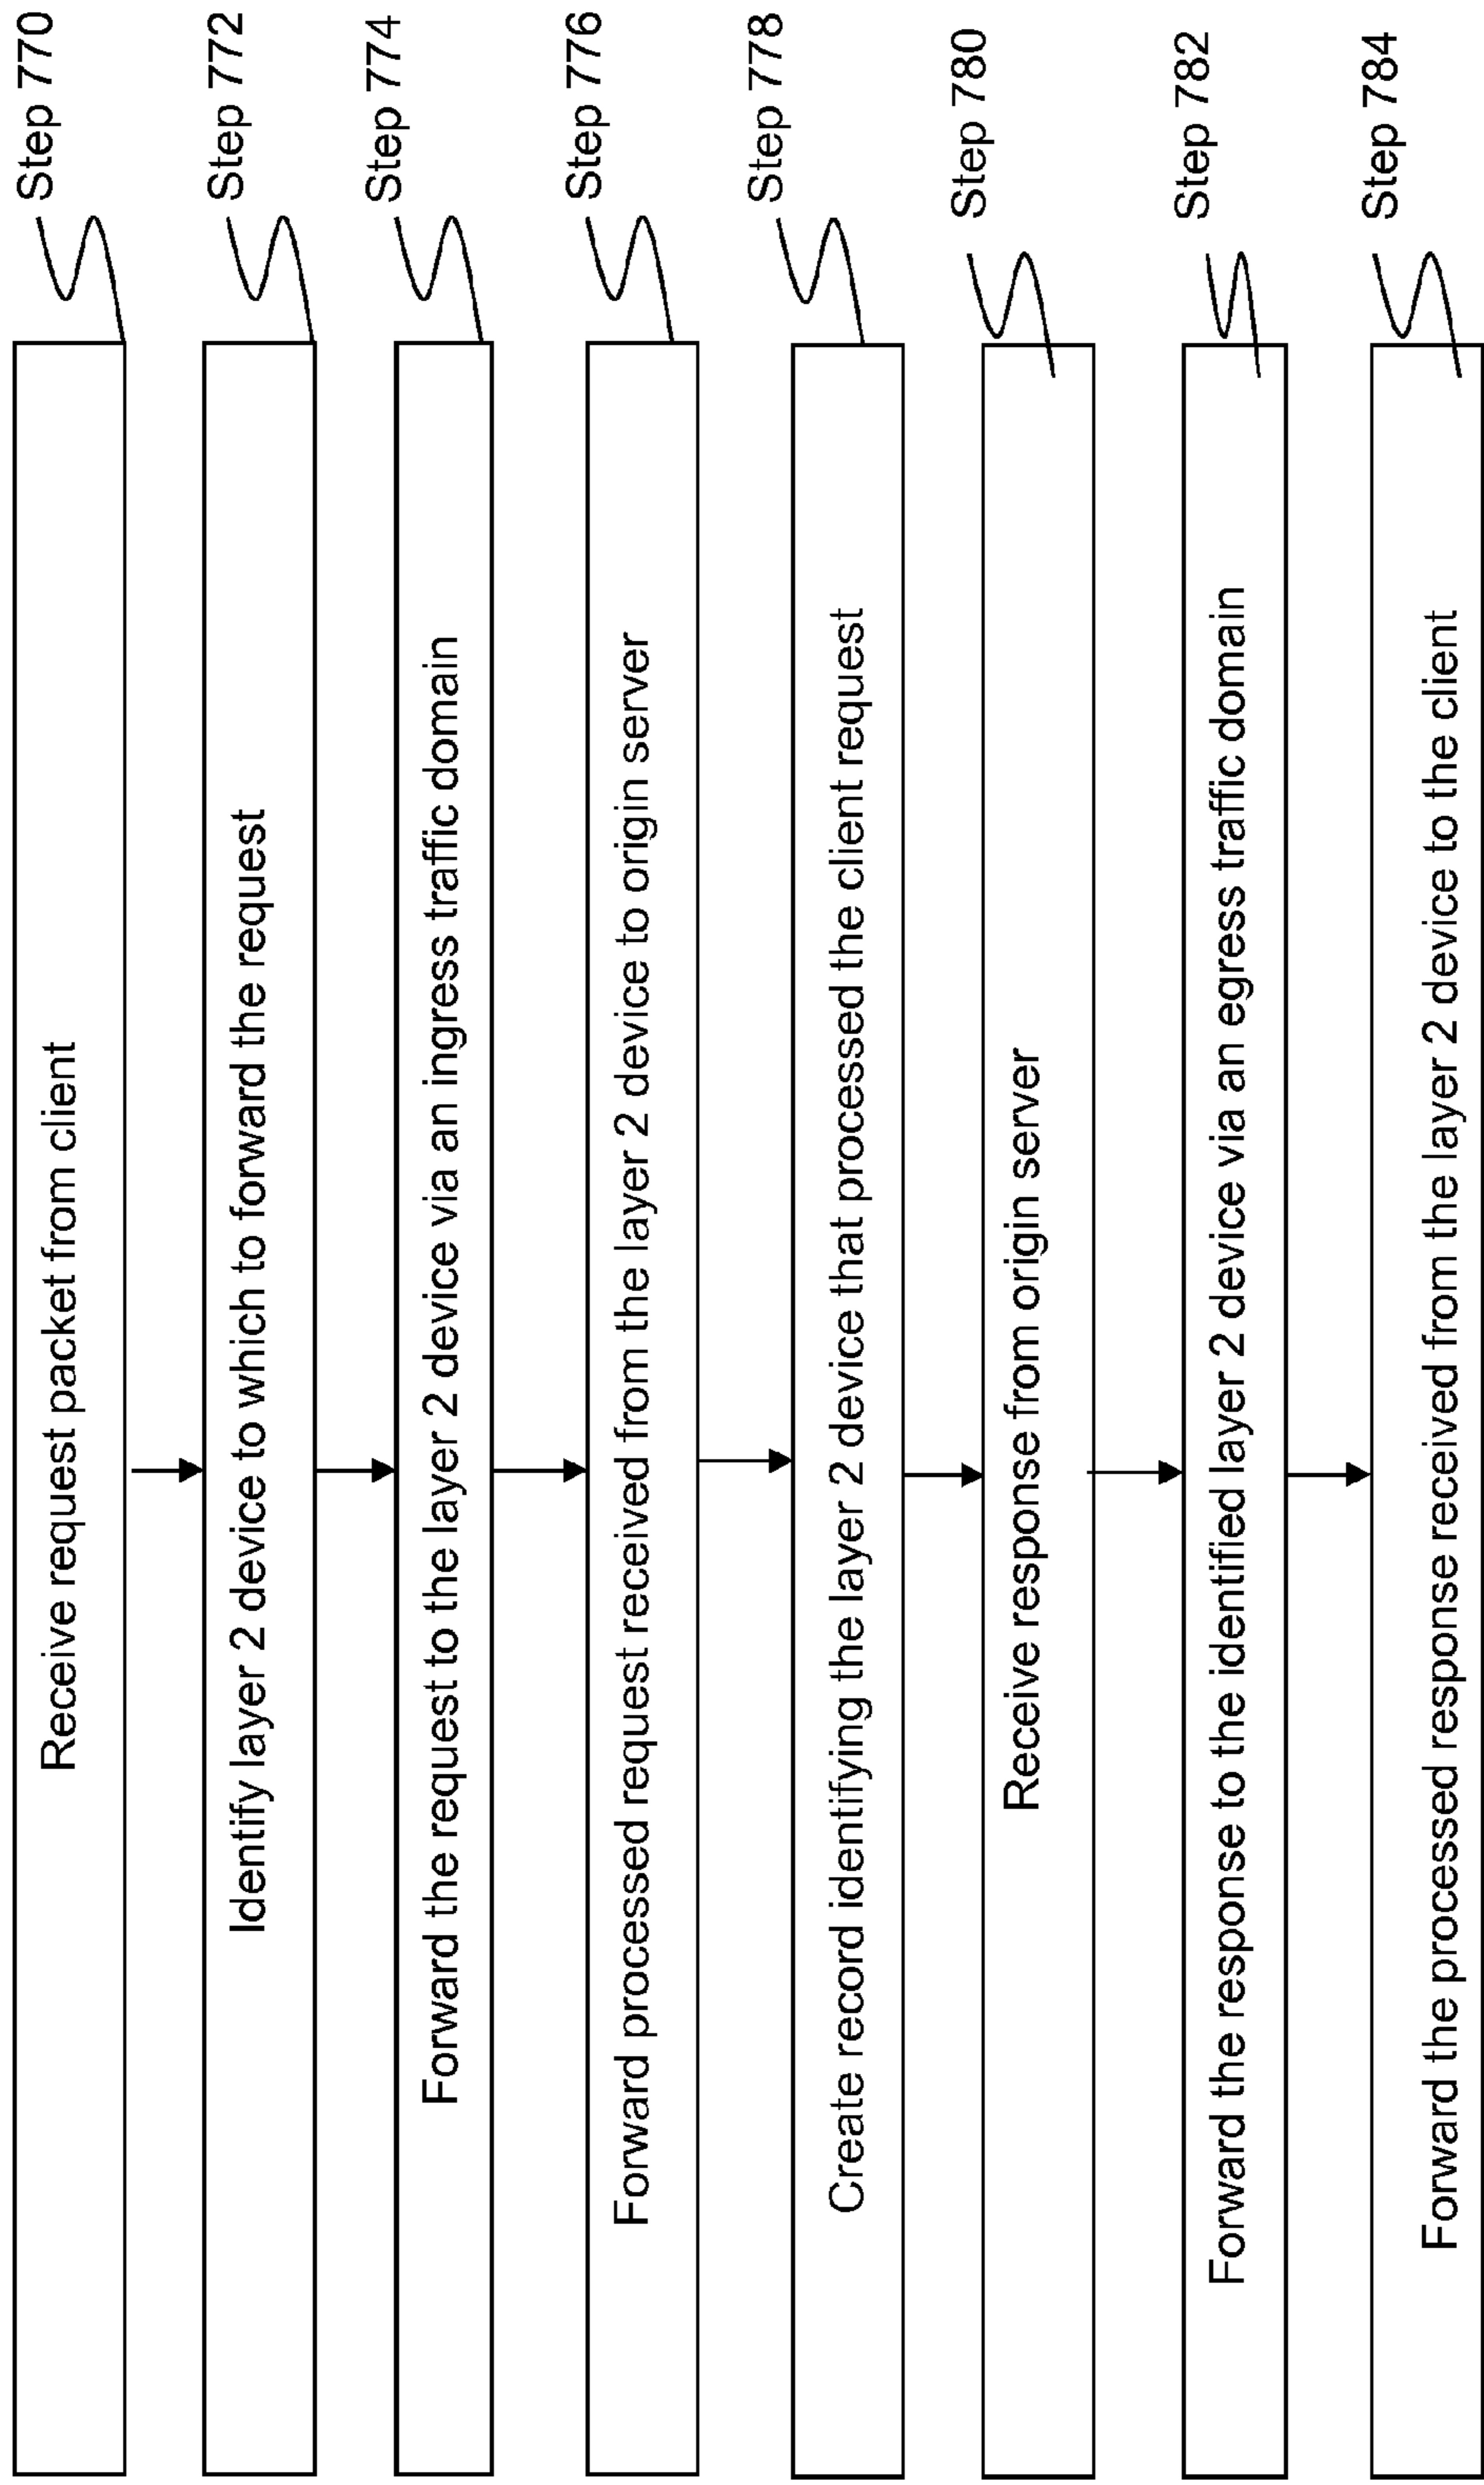 Step 770
Receive request packet from client
Step 772
Identify layer 2 device to which to forward the request
Step 774
Forward the request to the layer 2 device via an ingress traffic domain
Step 776
Forward processed request received from the layer 2 device to origin server
Step 778
Create record identifying the layer 2 device that processed the client request
Step 780
Receive response from origin server
Step 782
Forward the response to the identified layer 2 device via an egress traffic domain
Step 784
Forward the processed response received from the layer 2 device to the client